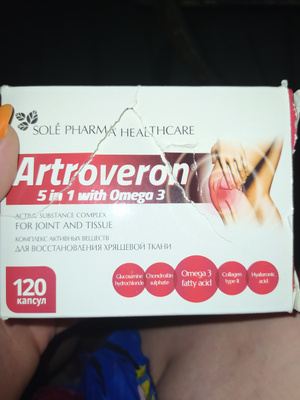 SOLÉ PHARMA HEALTHCARE
Artroveron
5 in 1 with Omega 3
ACTIVE SUBSTANCE COMPLEX
FOR JOINT AND TISSUE
КОМПЛЕКС АКТИВНЫХ ВЕЩЕСТВ
ДЛЯ ВОССТАНОВЛЕНИЯ ХРЯЩЕВОЙ ТКАНИ
120
капсул
Glucosamine
hydrochloride
Chondroitin
sulphate
Omega 3
fatty acid
Collagen
type II
Hyaluronic
acid